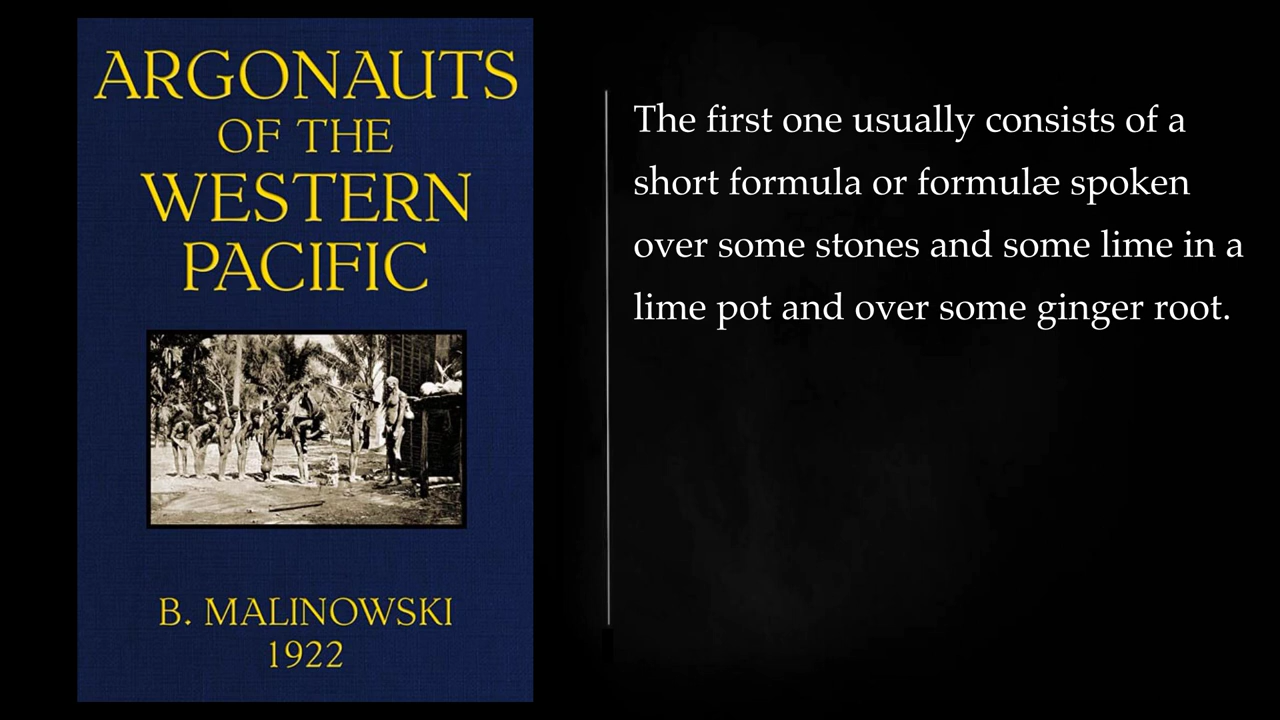 ARGONAUTS
OF THE
WESTERN
PACIFIC
B. MALINOWSKI
1922
The first one usually consists of a
short formula or formulæ spoken
over some stones and some lime in a
lime pot and over some ginger root.